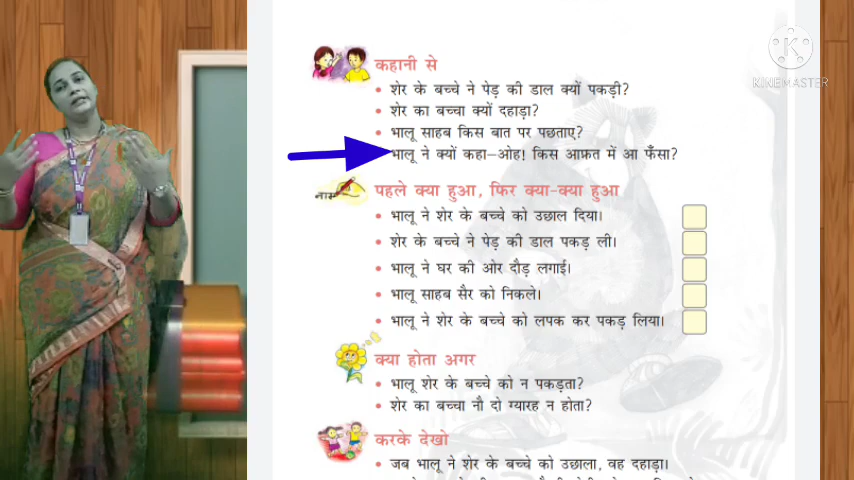 KINEMASTER
कहानी से
• शेर के बच्चे ने पेड़ की डाल क्यों पकड़ी?
• शेर का बच्चा क्यों दहाड़ा?
• भालू साहब किस बात पर पछताए?
भालू ने क्यों कहा–ओह! किस आफ़त में आ फँसा?
नाम
पहले क्या हुआ, फिर क्या-क्या हुआ
• भालू ने शेर के बच्चे को उछाल दिया।
• शेर के बच्चे ने पेड़ की डाल पकड़ ली।
• भालू ने घर की ओर दौड़ लगाई।
• भालू साहब सैर को निकले।
• भालू ने शेर के बच्चे को लपक कर पकड़ लिया।
क्या होता अगर
• भालू शेर के बच्चे को न पकड़ता?
• शेर का बच्चा नौ दो ग्यारह न होता?
करके देखो
• जब भालू ने शेर के बच्चे को उछाला, वह दहाड़ा।